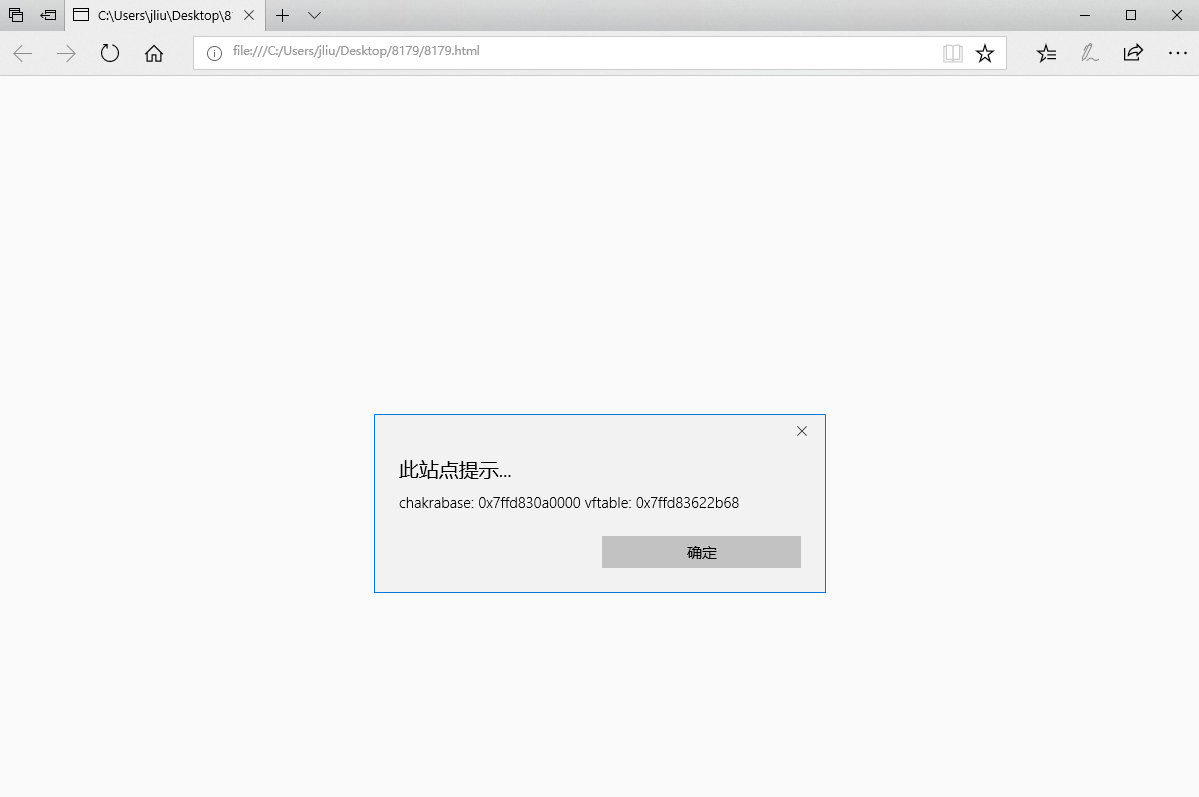 C:\Users\jliu\Desktop\8
file:///C:/Users/jliu/Desktop/8179/8179.html
此站点提示...
chakrabase: 0x7ffd830a0000 vftable: 0x7ffd83622b68
确定